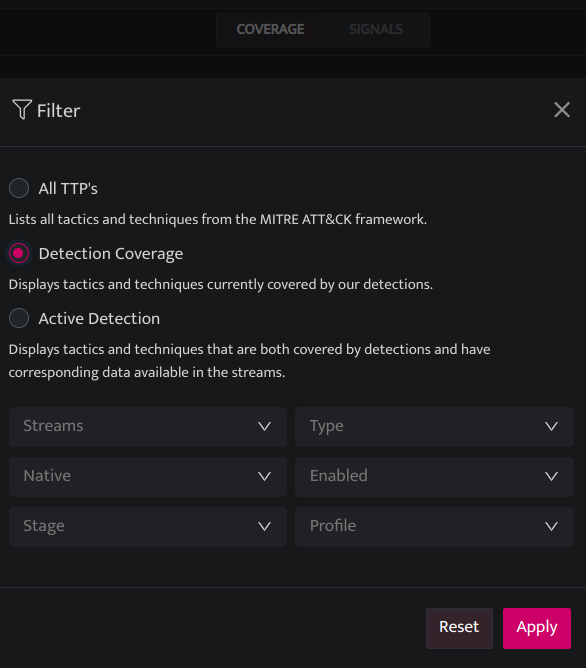 COVERAGE SIGNALS
Filter
All TTP's
Lists all tactics and techniques from the MITRE ATT&CK framework.
Detection Coverage
Displays tactics and techniques currently covered by our detections.
Active Detection
Displays tactics and techniques that are both covered by detections and have
corresponding data available in the streams.
Streams Type
Native Enabled
Stage Profile
Reset Apply